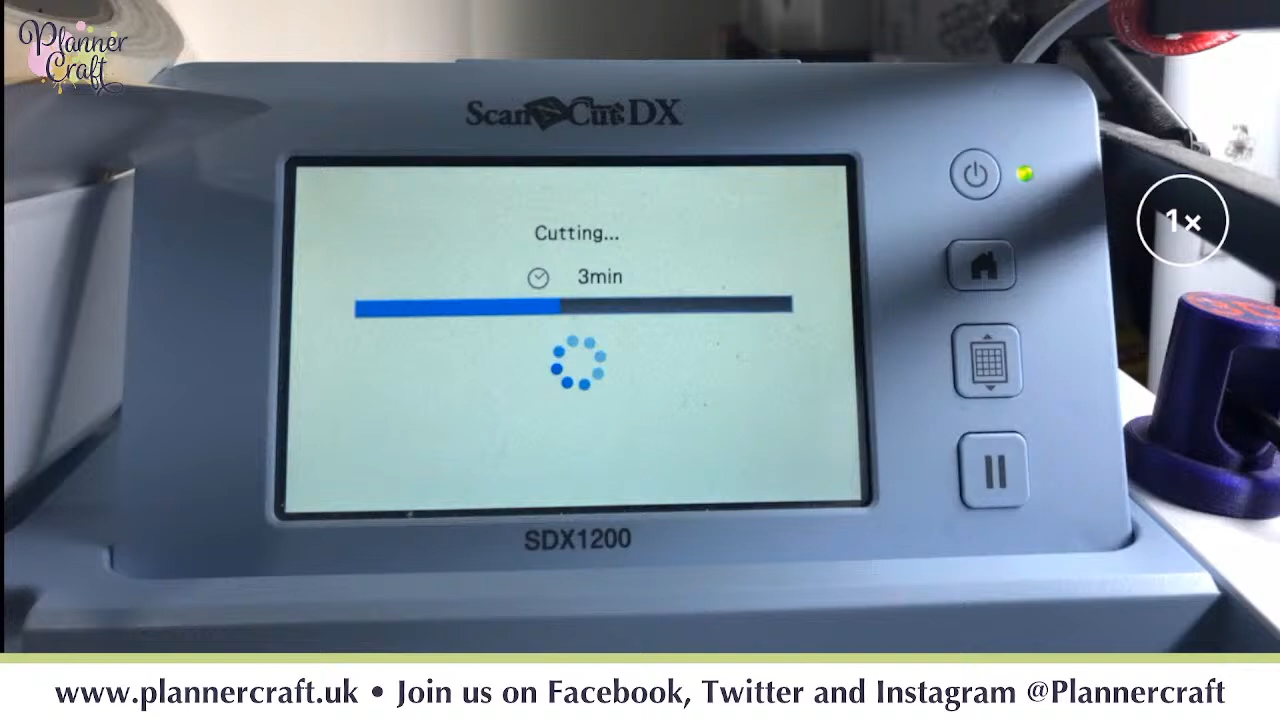 Planner
Craft
ScanNCut DX
1×
Cutting...
3min
SDX1200
www.plannercraft.uk • Join us on Facebook, Twitter and Instagram @Plannercraft